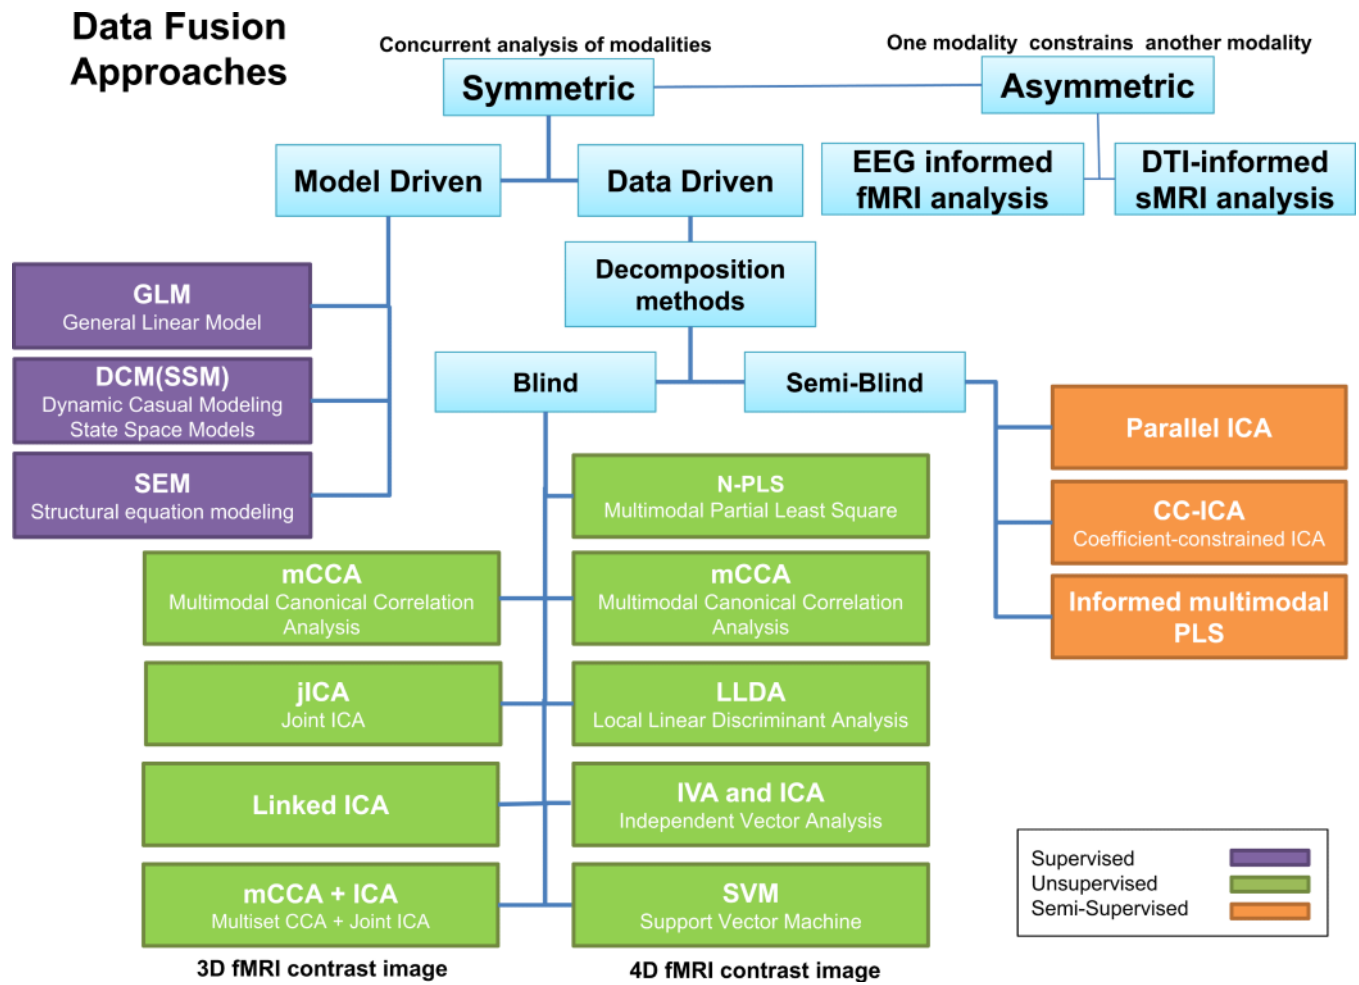 Data Fusion
Approaches
Concurrent analysis of modalities
One modality constrains another modality
Symmetric
Asymmetric
Model Driven
Data Driven
EEG informed
fMRI analysis
DTI-informed
sMRI analysis
Decomposition
methods
GLM
General Linear Model
DCM(SSM)
Dynamic Casual Modeling
State Space Models
SEM
Structural equation modeling
Blind
Semi-Blind
Parallel ICA
CC-ICA
Coefficient-constrained ICA
Informed multimodal
PLS
N-PLS
Multimodal Partial Least Square
mCCA
Multimodal Canonical Correlation
Analysis
mCCA
Multimodal Canonical Correlation
Analysis
jICA
Joint ICA
LLDA
Local Linear Discriminant Analysis
Linked ICA
IVA and ICA
Independent Vector Analysis
mCCA + ICA
Multiset CCA + Joint ICA
SVM
Support Vector Machine
3D fMRI contrast image
4D fMRI contrast image
Supervised
Unsupervised
Semi-Supervised